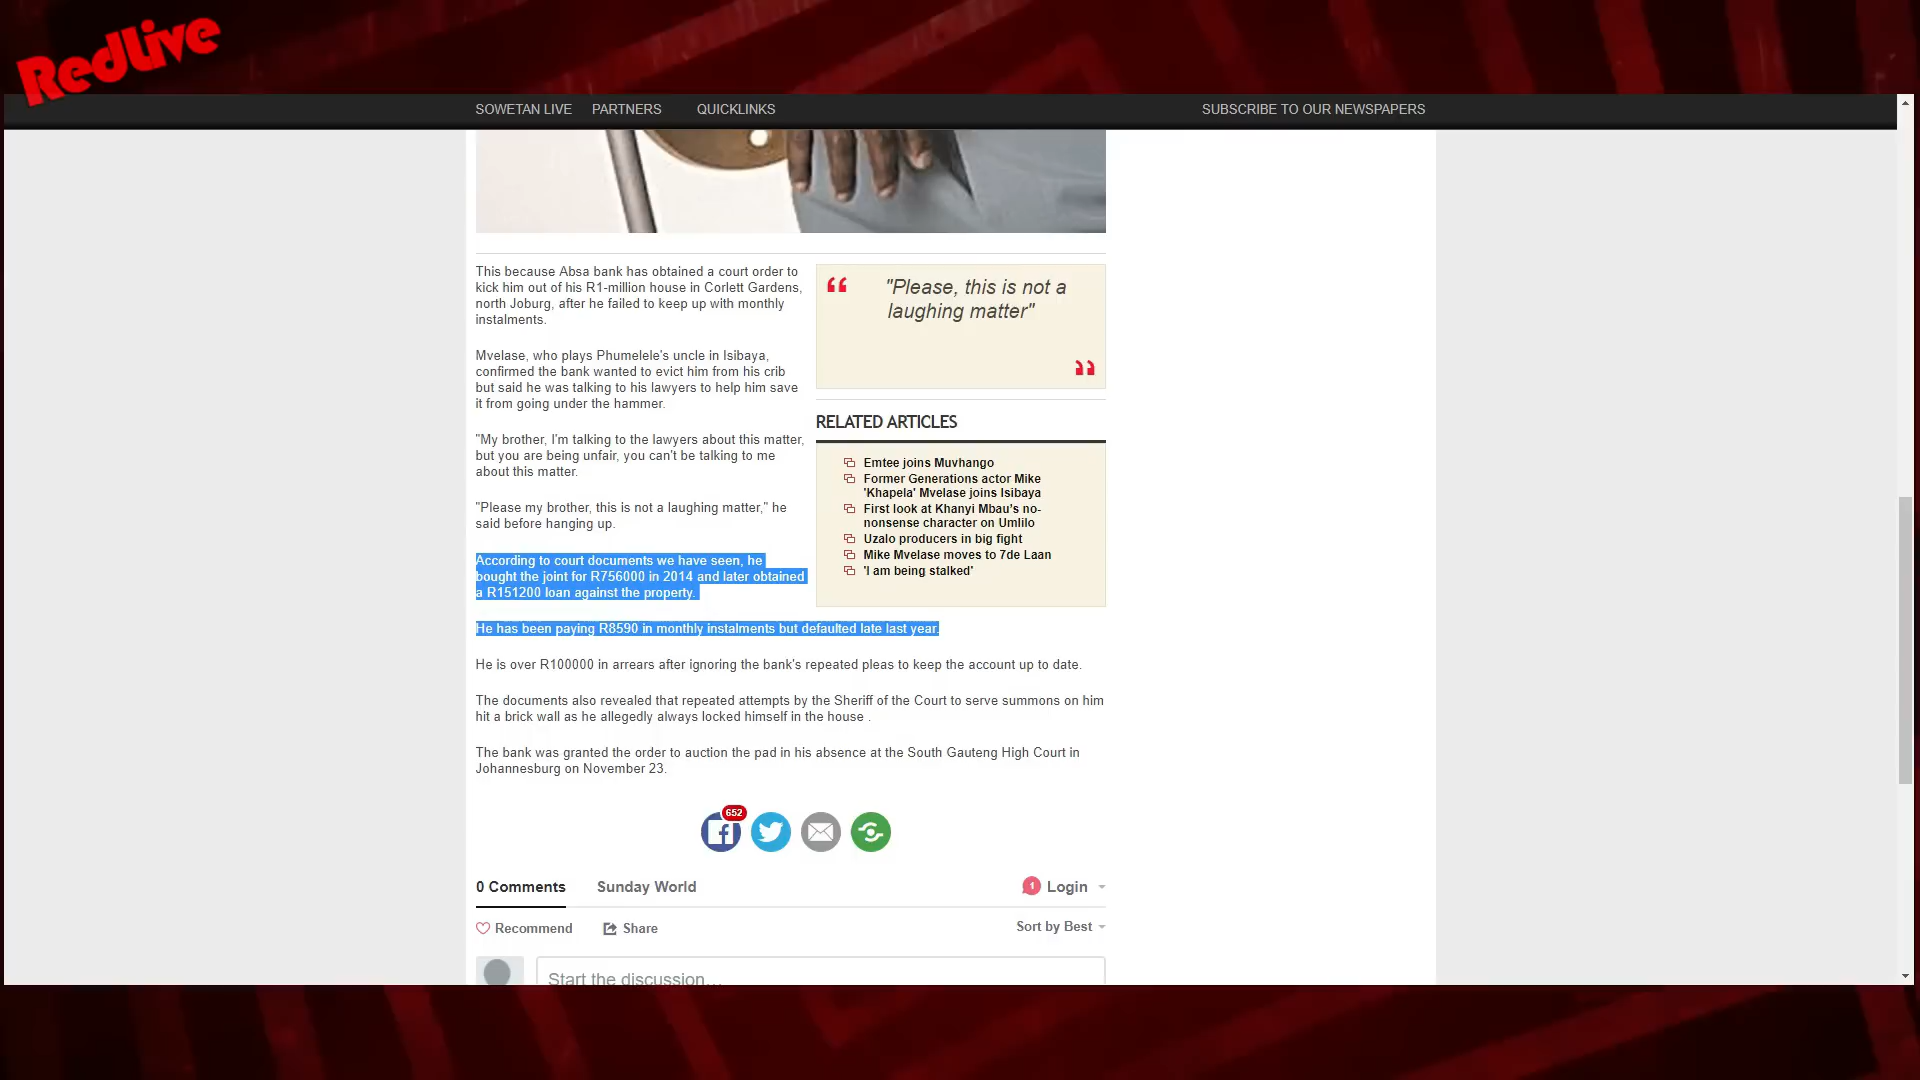 RedLive
SOWETAN LIVE PARTNERS QUICKLINKS SUBSCRIBE TO OUR NEWSPAPERS
This because Absa bank has obtained a court order to
kick him out of his R1-million house in Corlett Gardens,
north Joburg, after he failed to keep up with monthly
instalments.
Mvelase, who plays Phumelele's uncle in Isibaya,
confirmed the bank wanted to evict him from his crib
but said he was talking to his lawyers to help him save
it from going under the hammer.
"My brother, I'm talking to the lawyers about this matter,
but you are being unfair, you can't be talking to me
about this matter.
"Please my brother, this is not a laughing matter," he
said before hanging up.
According to court documents we have seen, he
bought the joint for R756000 in 2014 and later obtained
a R151200 loan against the property.
"Please, this is not a
laughing matter"
RELATED ARTICLES
Emtee joins Muvhango
Former Generations actor Mike
'Khapela' Mvelase joins Isibaya
First look at Khanyi Mbau's no-
nonsense character on Umlilo
Uzalo producers in big fight
Mike Mvelase moves to 7de Laan
'I am being stalked'
He has been paying R8590 in monthly instalments but defaulted late last year.
He is over R100000 in arrears after ignoring the bank's repeated pleas to keep the account up to date.
The documents also revealed that repeated attempts by the Sheriff of the Court to serve summons on him
hit a brick wall as he allegedly always locked himself in the house .
The bank was granted the order to auction the pad in his absence at the South Gauteng High Court in
Johannesburg on November 23.
652
0 Comments Sunday World 1 Login
Recommend Share Sort by Best
Start the discussion...